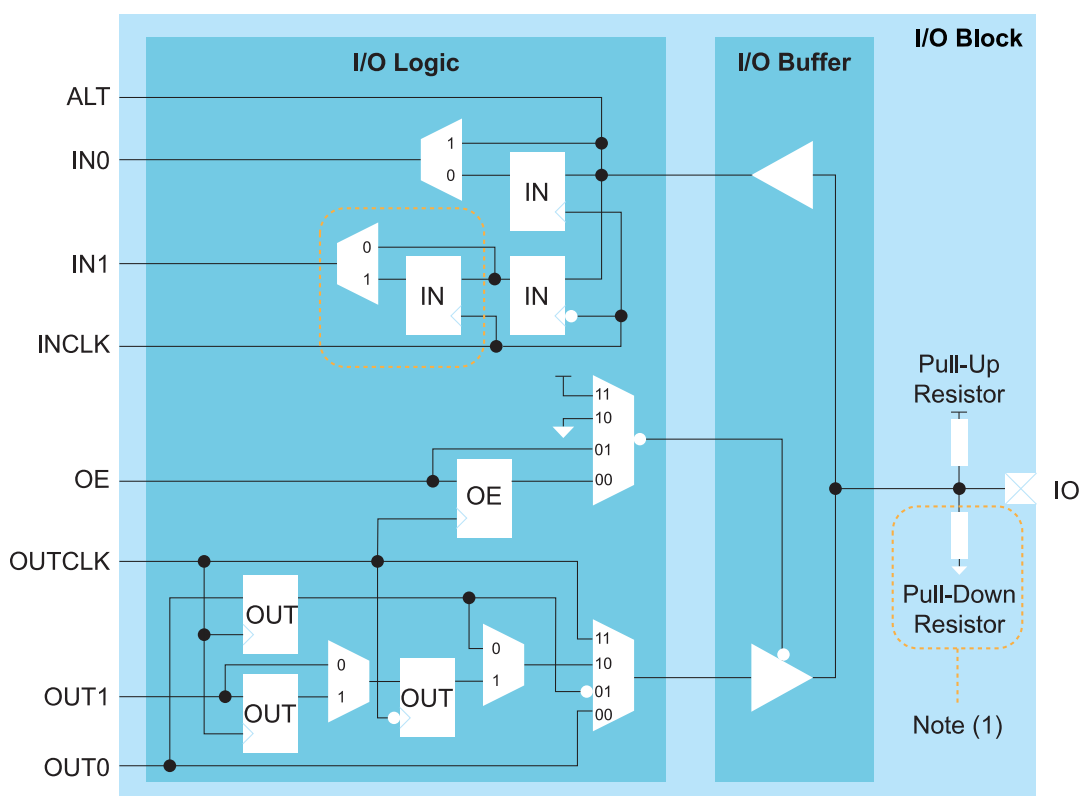 I/O Block
I/O Logic
I/O Buffer
ALT
IN0
1
0
IN
IN1
0
1
IN
IN
INCLK
Pull-Up
Resistor
11
10
01
00
OE
OE
IO
OUTCLK
Pull-Down
Resistor
OUT
0
1
OUT1
OUT
OUT
0
1
11
10
01
00
Note (1)
OUT0